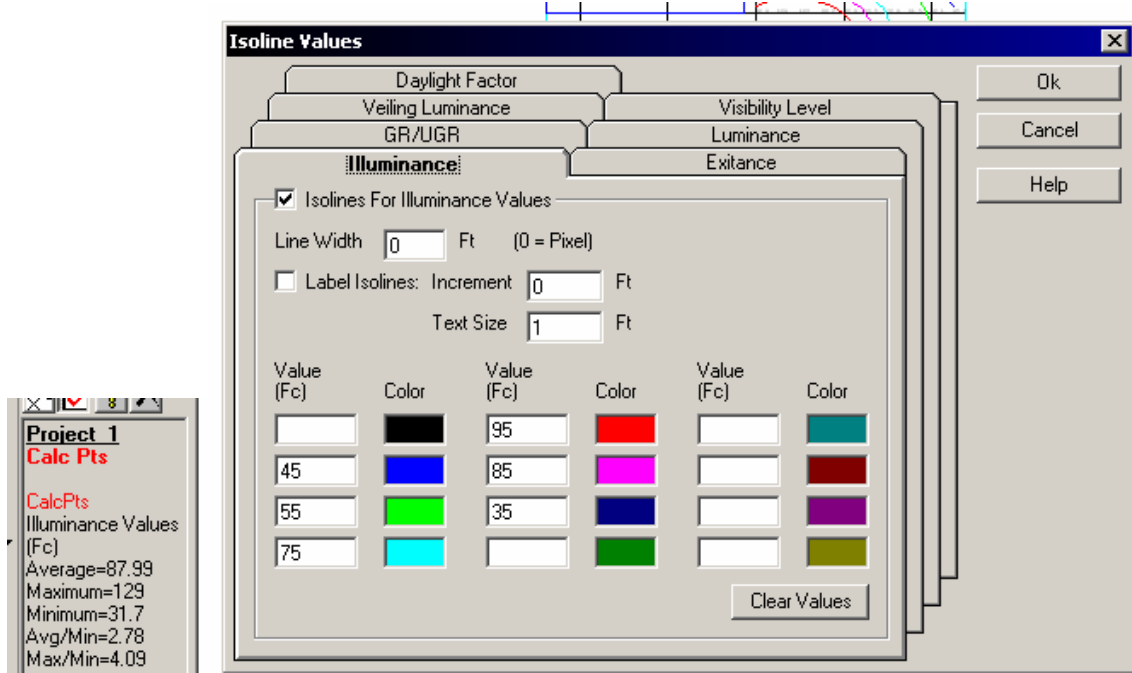 Isoline Values
Daylight Factor
Veiling Luminance Visibility Level
GR/UGR Luminance
Illuminance Exitance
Ok
Cancel
Help
Isolines For Illuminance Values
Line Width 0 Ft (0 = Pixel)
Label Isolines: Increment 0 Ft
Text Size 1 Ft
Value Value Value
(Fc) Color (Fc) Color (Fc) Color
95
45 85
55 35
75
Clear Values
Project_1
Calc Pts
CalcPts
Illuminance Values
(Fc)
Average=87.99
Maximum=129
Minimum=31.7
Avg/Min=2.78
Max/Min=4.09